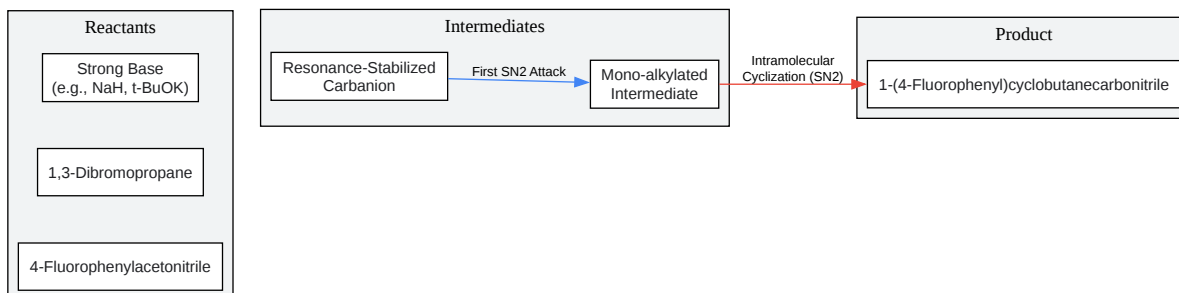 Reactants
Strong Base
(e.g., NaH, t-BuOK)
1,3-Dibromopropane
4-Fluorophenylacetonitrile
Intermediates
Resonance-Stabilized
Carbanion
First SN2 Attack
Mono-alkylated
Intermediate
Intramolecular
Cyclization (SN2)
Product
1-(4-Fluorophenyl)cyclobutanecarbonitrile